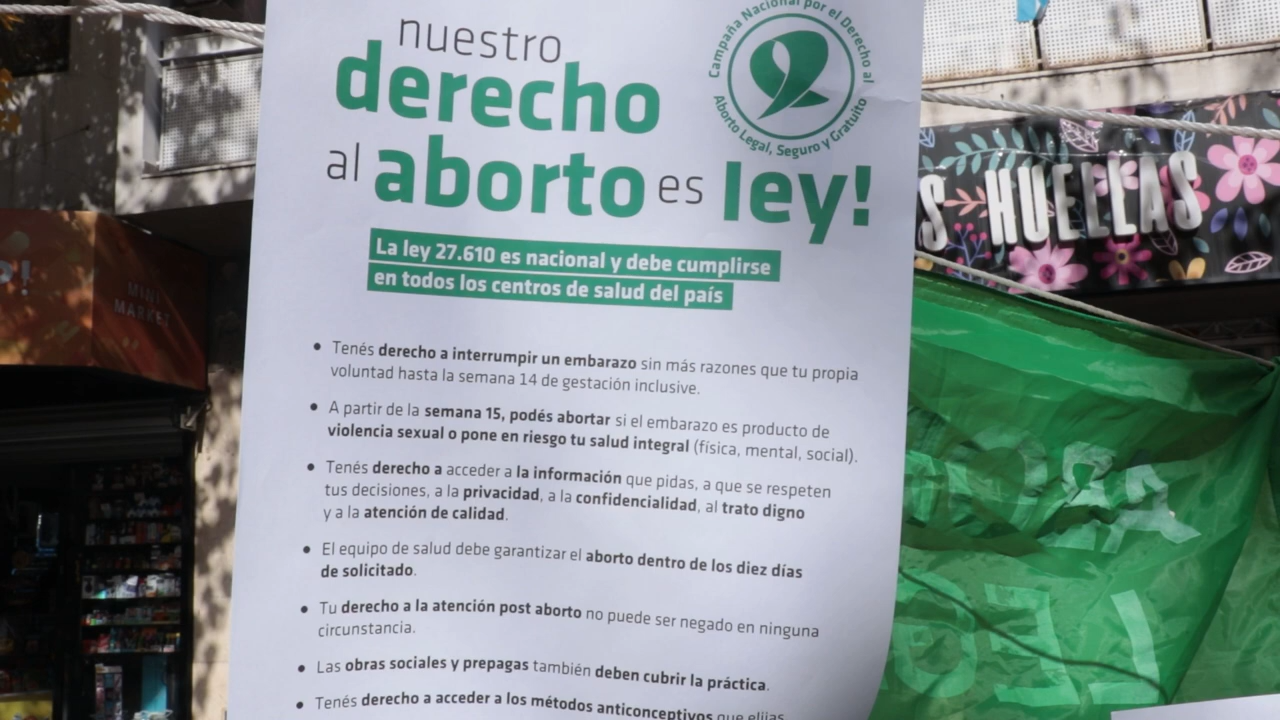 nuestro
derecho
al aborto es ley!
Campaña Nacional por el Derecho al
Aborto Legal, Seguro y Gratuito
La ley 27.610 es nacional y debe cumplirse
en todos los centros de salud del país
• Tenés derecho a interrumpir un embarazo sin más razones que tu propia
voluntad hasta la semana 14 de gestación inclusive.
• A partir de la semana 15, podés abortar si el embarazo es producto de
violencia sexual o pone en riesgo tu salud integral (física, mental, social).
• Tenés derecho a acceder a la información que pidas, a que se respeten
tus decisiones, a la privacidad, a la confidencialidad, al trato digno
y a la atención de calidad.
• El equipo de salud debe garantizar el aborto dentro de los diez días
de solicitado.
• Tu derecho a la atención post aborto no puede ser negado en ninguna
circunstancia.
• Las obras sociales y prepagas también deben cubrir la práctica.
• Tenés derecho a acceder a los métodos anticonceptivos que elijas
S HUELLAS
MINI
MARKET